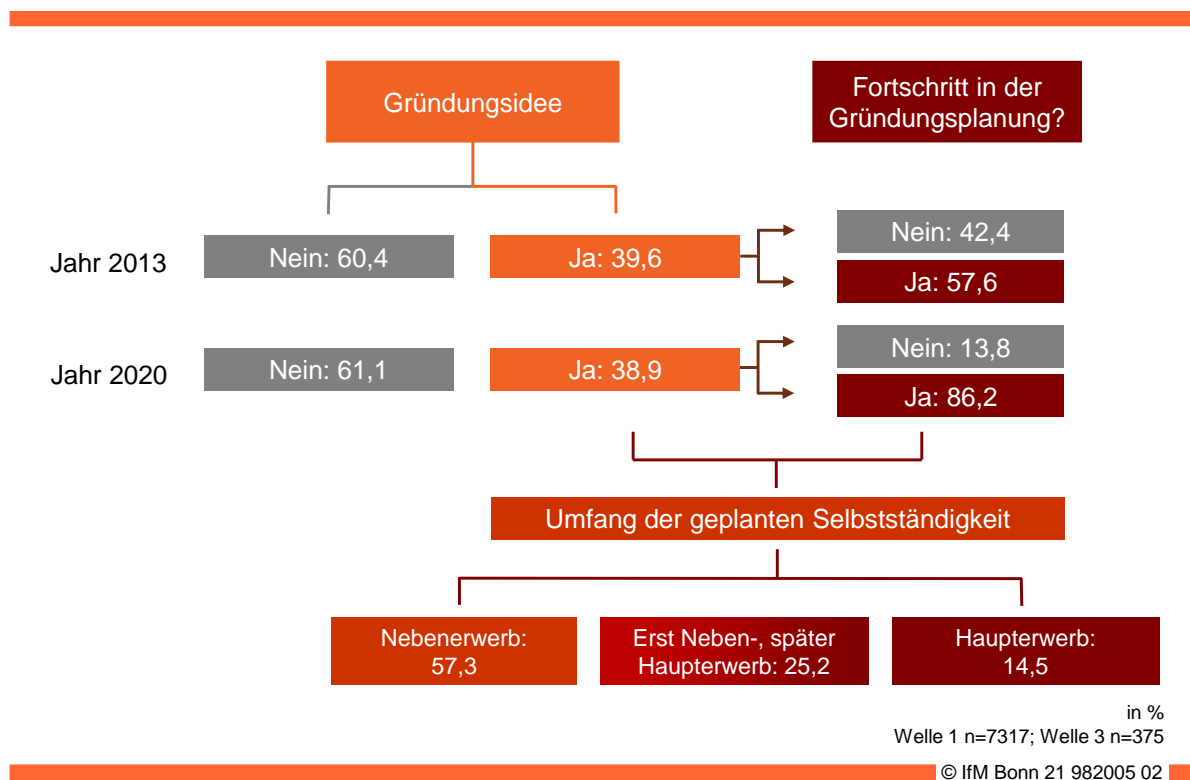 Gründungsidee
Fortschritt in der
Gründungsplanung?
Jahr 2013
Nein: 60,4
Ja: 39,6
Nein: 42,4
Ja: 57,6
Jahr 2020
Nein: 61,1
Ja: 38,9
Nein: 13,8
Ja: 86,2
Umfang der geplanten Selbstständigkeit
Nebenerwerb:
57,3
Erst Neben-, später
Haupterwerb: 25,2
Haupterwerb:
14,5
in %
Welle 1 n=7317; Welle 3 n=375
© IfM Bonn 21 982005 02